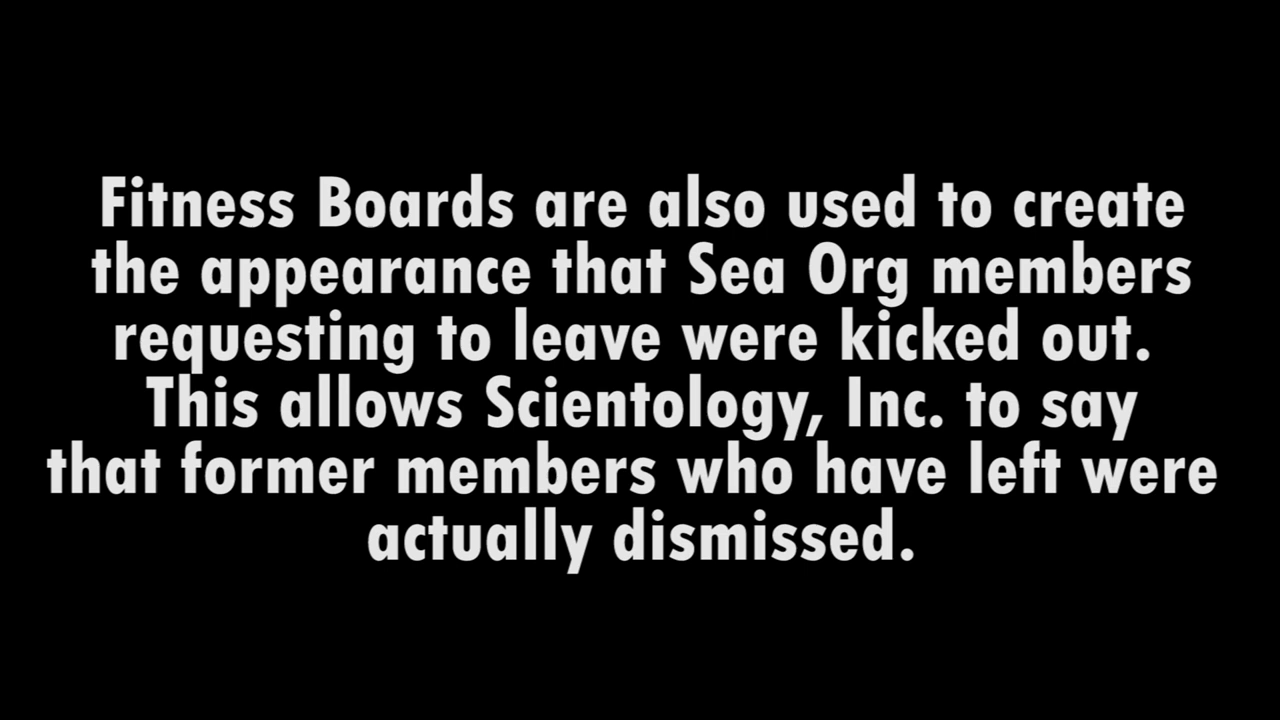 Fitness Boards are also used to create
the appearance that Sea Org members
requesting to leave were kicked out.
This allows Scientology, Inc. to say
that former members who have left were
actually dismissed.